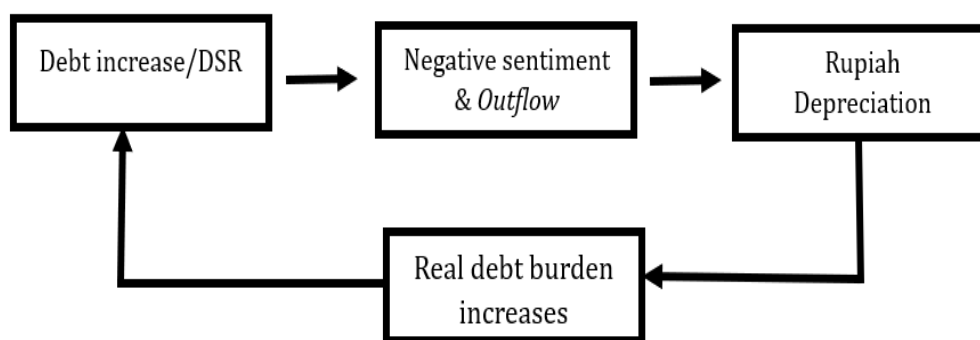 Debt increase/DSR
Negative sentiment
& Outflow
Rupiah
Depreciation
Real debt burden
increases